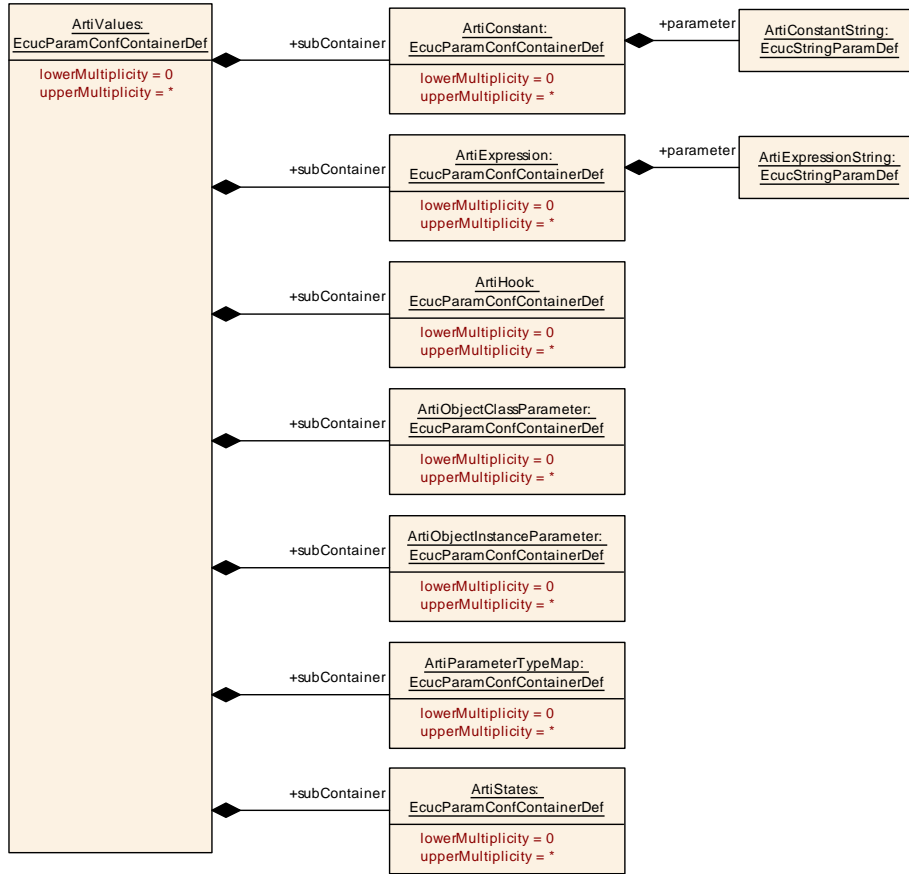 ArtiValues:
EcucParamConfContainerDef
lowerMultiplicity = 0
upperMultiplicity = *
+subContainer
ArtiConstant:
EcucParamConfContainerDef
lowerMultiplicity = 0
upperMultiplicity = *
+parameter
ArtiConstantString:
EcucStringParamDef
+subContainer
ArtiExpression:
EcucParamConfContainerDef
lowerMultiplicity = 0
upperMultiplicity = *
+parameter
ArtiExpressionString:
EcucStringParamDef
+subContainer
ArtiHook:
EcucParamConfContainerDef
lowerMultiplicity = 0
upperMultiplicity = *
+subContainer
ArtiObjectClassParameter:
EcucParamConfContainerDef
lowerMultiplicity = 0
upperMultiplicity = *
+subContainer
ArtiObjectInstanceParameter:
EcucParamConfContainerDef
lowerMultiplicity = 0
upperMultiplicity = *
+subContainer
ArtiParameterTypeMap:
EcucParamConfContainerDef
lowerMultiplicity = 0
upperMultiplicity = *
+subContainer
ArtiStates:
EcucParamConfContainerDef
lowerMultiplicity = 0
upperMultiplicity = *